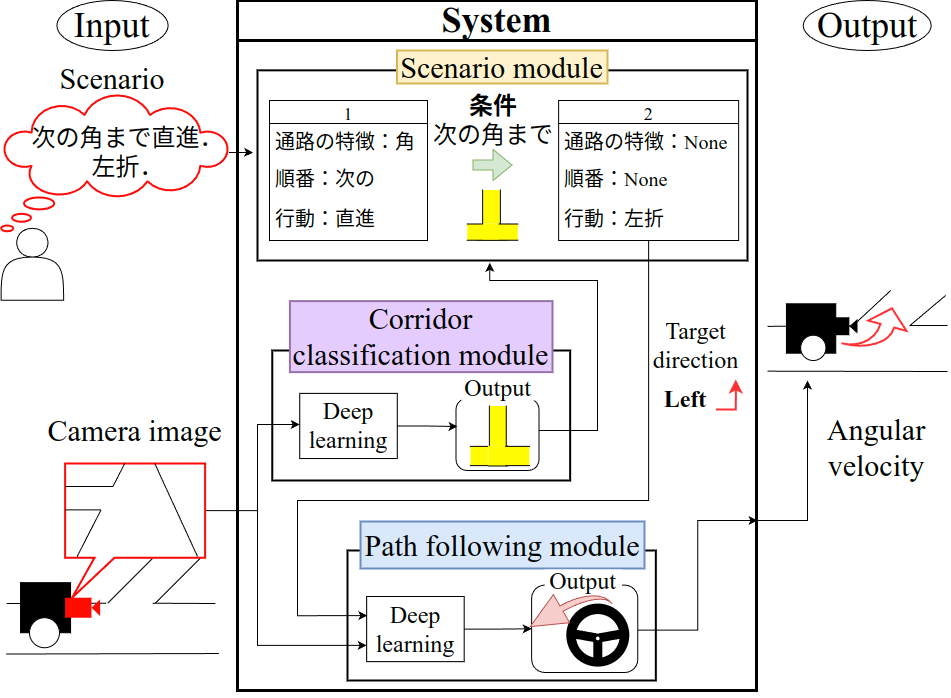 Input
System
Output
Scenario
次の角まで直進.
左折.
Scenario module
1
通路の特徴：角
順番：次の
行動：直進
条件
次の角まで
2
通路の特徴：None
順番：None
行動：左折
Corridor
classification module
Deep
learning
Output
Target
direction
Left
Camera image
Path following module
Deep
learning
Output
Angular
velocity